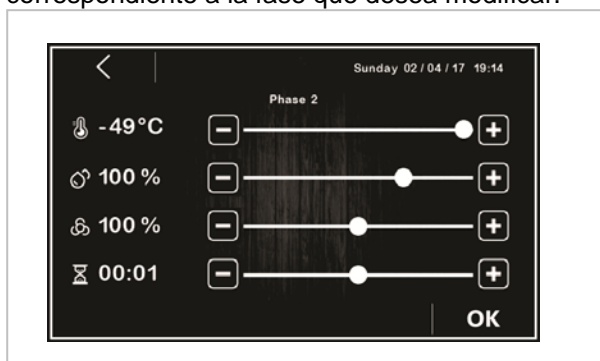 correspondiente a la fase que desea modificar.
Sunday 02 / 04 / 17 19:14
Phase 2
-49°C
100 %
100 %
00:01
OK